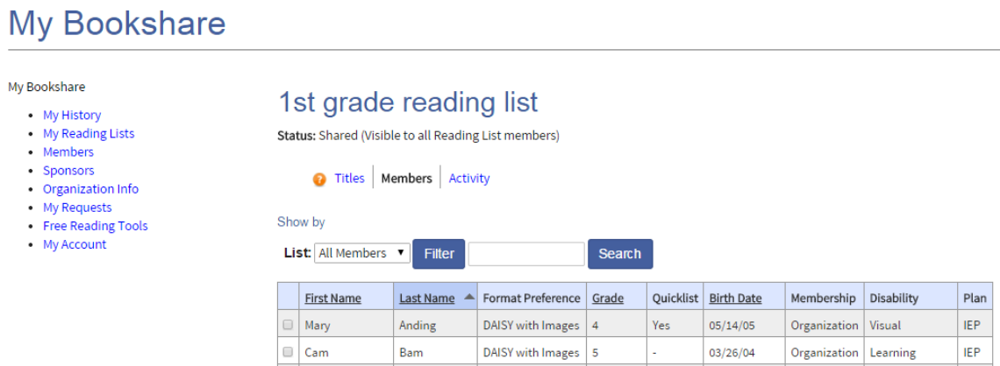 My Bookshare
My Bookshare
My History
My Reading Lists
Members
Sponsors
Organization Info
My Requests
Free Reading Tools
My Account
1st grade reading list
Status: Shared (Visible to all Reading List members)
? Titles | Members | Activity
Show by
List: All Members Filter Search
First Name Last Name Format Preference Grade Quicklist Birth Date Membership Disability Plan
Mary Anding DAISY with Images 4 Yes 05/14/05 Organization Visual IEP
Cam Bam DAISY with Images 5 - 03/26/04 Organization Learning IEP